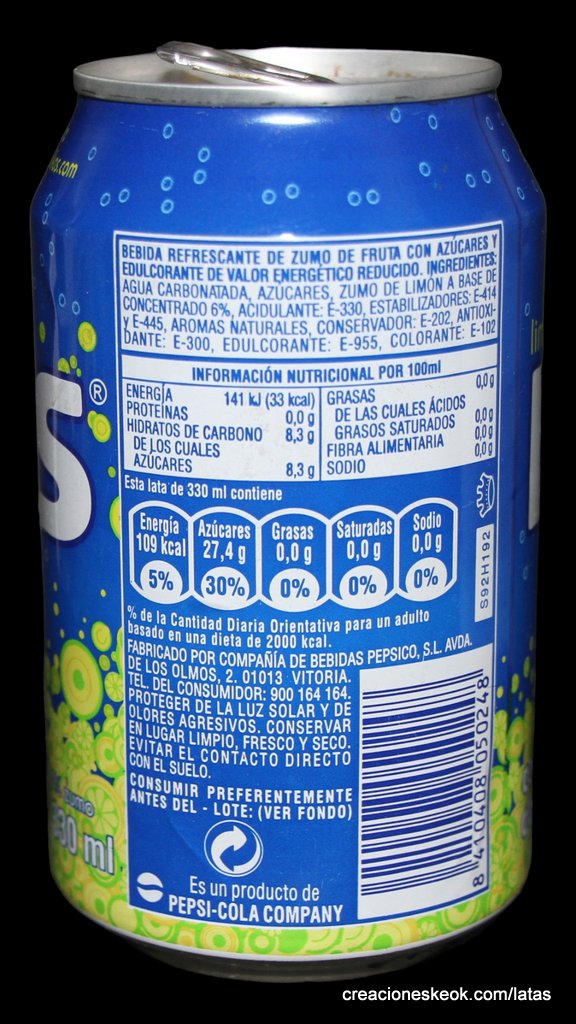 s.com
BEBIDA REFRESCANTE DE ZUMO DE FRUTA CON AZÚCARES Y
EDULCORANTE DE VALOR ENERGÉTICO REDUCIDO. INGREDIENTES:
AGUA CARBONATADA, AZÚCARES, ZUMO DE LIMÓN A BASE DE
CONCENTRADO 6%, ACIDULANTE: E-330, ESTABILIZADORES: E-414
y E-445, AROMAS NATURALES, CONSERVADOR: E-202, ANTIOXI-
DANTE: E-300, EDULCORANTE: E-955, COLORANTE: E-102
INFORMACIÓN NUTRICIONAL POR 100ml
ENERGÍA 141 kJ (33 kcal)
PROTEÍNAS 0,0 g
HIDRATOS DE CARBONO 8,3 g
DE LOS CUALES
AZÚCARES 8,3 g
GRASAS 0,0 g
DE LAS CUALES ÁCIDOS
GRASOS SATURADOS 0,0 g
FIBRA ALIMENTARIA 0,0 g
SODIO 0,0 g
S®
Esta lata de 330 ml contiene
Energía 109 kcal 5%
Azúcares 27,4 g 30%
Grasas 0,0 g 0%
Saturadas 0,0 g 0%
Sodio 0,0 g 0%
S92H192
% de la Cantidad Diaria Orientativa para un adulto
basado en una dieta de 2000 kcal.
FABRICADO POR COMPAÑÍA DE BEBIDAS PEPSICO, S.L. AVDA.
DE LOS OLMOS, 2. 01013 VITORIA.
TEL. DEL CONSUMIDOR: 900 164 164.
PROTEGER DE LA LUZ SOLAR Y DE
OLORES AGRESIVOS. CONSERVAR
EN LUGAR LIMPIO, FRESCO Y SECO.
EVITAR EL CONTACTO DIRECTO
CON EL SUELO.
CONSUMIR PREFERENTEMENTE
ANTES DEL - LOTE: (VER FONDO)
zumo
30 ml
8 410408 050248
Es un producto de
PEPSI-COLA COMPANY
creacioneskeok.com/latas